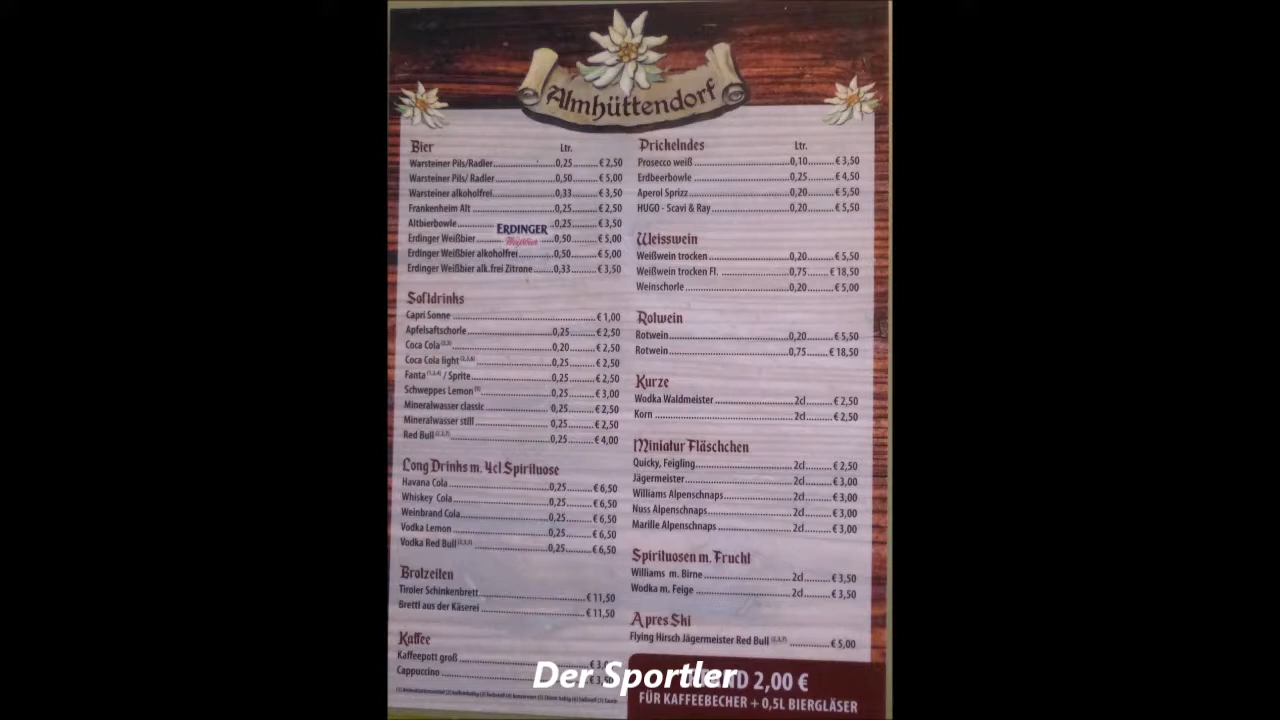 Almhüttendorf
Bier Ltr.
Warsteiner Pils/Radler 0,25 € 2,50
Warsteiner Pils/ Radler 0,50 € 5,00
Warsteiner alkoholfrei 0,33 € 3,50
Frankenheim Alt 0,25 € 2,50
Altbierbowle 0,25 € 3,50
ERDINGER
Weißbier
Erdinger Weißbier 0,50 € 5,00
Erdinger Weißbier alkoholfrei 0,50 € 5,00
Erdinger Weißbier alk.frei Zitrone 0,33 € 3,50
Softdrinks
Capri Sonne € 1,00
Apfelsaftschorle 0,25 € 2,50
Coca Cola 0,20 € 2,50
Coca Cola light 0,25 € 2,50
Fanta / Sprite 0,25 € 2,50
Schweppes Lemon 0,25 € 3,00
Mineralwasser classic 0,25 € 2,50
Mineralwasser still 0,25 € 2,50
Red Bull 0,25 € 4,00
Long Drinks m. 4cl Spirituose
Havana Cola 0,25 € 6,50
Whiskey Cola 0,25 € 6,50
Weinbrand Cola 0,25 € 6,50
Vodka Lemon 0,25 € 6,50
Vodka Red Bull 0,25 € 6,50
Brotzeiten
Tiroler Schinkenbrett € 11,50
Brettl aus der Käserei € 11,50
Kaffee
Kaffeepott groß
Cappuccino
Prickelndes Ltr.
Prosecco weiß 0,10 € 3,50
Erdbeerbowle 0,25 € 4,50
Aperol Sprizz 0,20 € 5,50
HUGO - Scavi & Ray 0,20 € 5,50
Weisswein
Weißwein trocken 0,20 € 5,50
Weißwein trocken Fl. 0,75 € 18,50
Weinschorle 0,20 € 5,00
Rotwein
Rotwein 0,20 € 5,50
Rotwein 0,75 € 18,50
Kurze
Wodka Waldmeister 2cl € 2,50
Korn 2cl € 2,50
Miniatur Fläschchen
Quicky, Feigling 2cl € 2,50
Jägermeister 2cl € 3,00
Williams Alpenschnaps 2cl € 3,00
Nuss Alpenschnaps 2cl € 3,00
Marille Alpenschnaps 2cl € 3,00
Spirituosen m. Frucht
Williams m. Birne 2cl € 3,50
Wodka m. Feige 2cl € 3,50
Apres Ski
Flying Hirsch Jägermeister Red Bull € 5,00
2,00 €
FÜR KAFFEEBECHER + 0,5L BIERGLÄSER
Der Sportler